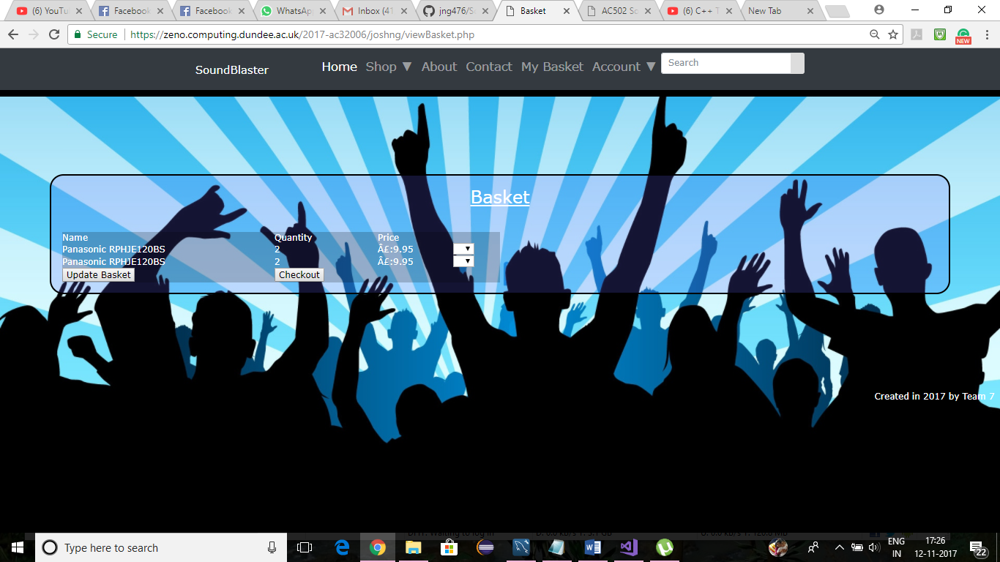 (6) YouTu
Facebook
Facebook
WhatsAp
Inbox (41
jng476/S
Basket
AC502 So
(6) C++ T
New Tab
Secure https://zeno.computing.dundee.ac.uk/2017-ac32006/joshng/viewBasket.php
NEW
SoundBlaster
Home Shop ▼ About Contact My Basket Account ▼ Search
Basket
Name Quantity Price
Panasonic RPHJE120BS 2 Â£:9.95
Panasonic RPHJE120BS 2 Â£:9.95
Update Basket Checkout
Created in 2017 by Team 7
Type here to search
ENG
IN
17:26
12-11-2017
22